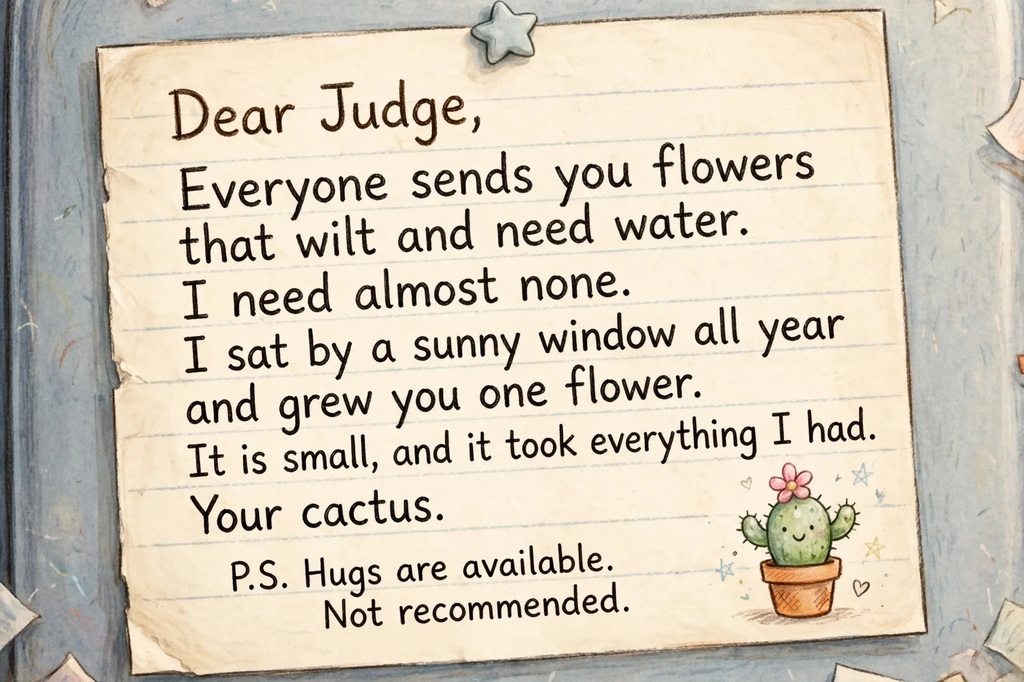 Dear Judge,
Everyone sends you flowers
that wilt and need water.
I need almost none.
I sat by a sunny window all year
and grew you one flower.
It is small, and it took everything I had.
Your cactus.
P.S. Hugs are available.
Not recommended.